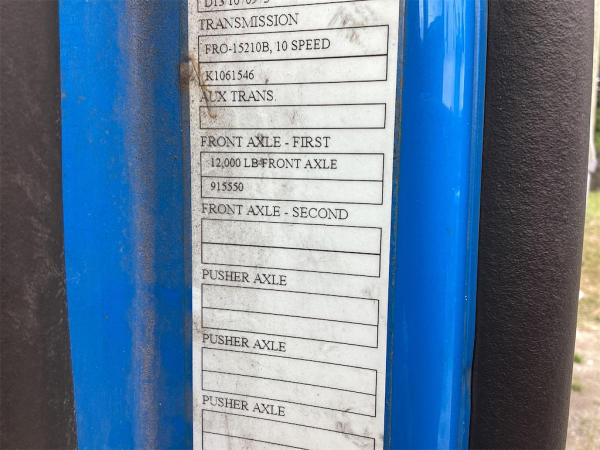 TRANSMISSION
FRO-15210B, 10 SPEED
K1061546
AUX TRANS.
FRONT AXLE - FIRST
12,000 LB FRONT AXLE
915550
FRONT AXLE - SECOND
PUSHER AXLE
PUSHER AXLE
PUSHER AXLE